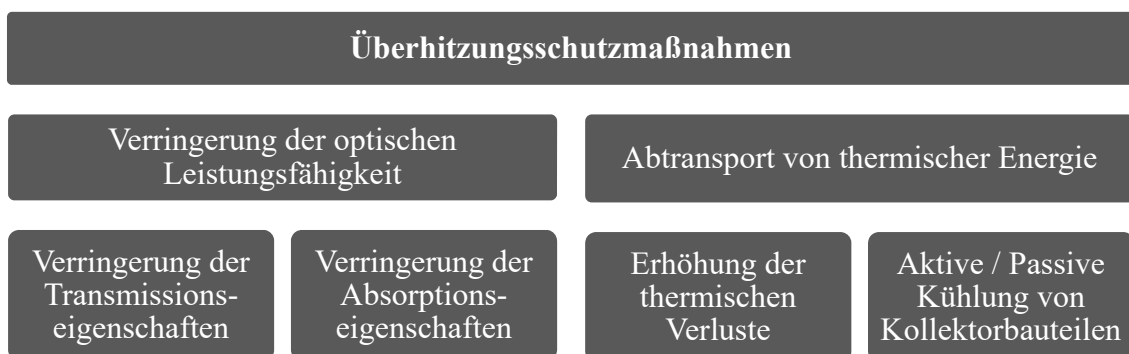 Überhitzungsschutzmaßnahmen
Verringerung der optischen
Leistungsfähigkeit
Abtransport von thermischer Energie
Verringerung der
Transmissions-
eigenschaften
Verringerung der
Absorptions-
eigenschaften
Erhöhung der
thermischen
Verluste
Aktive / Passive
Kühlung von
Kollektorbauteilen